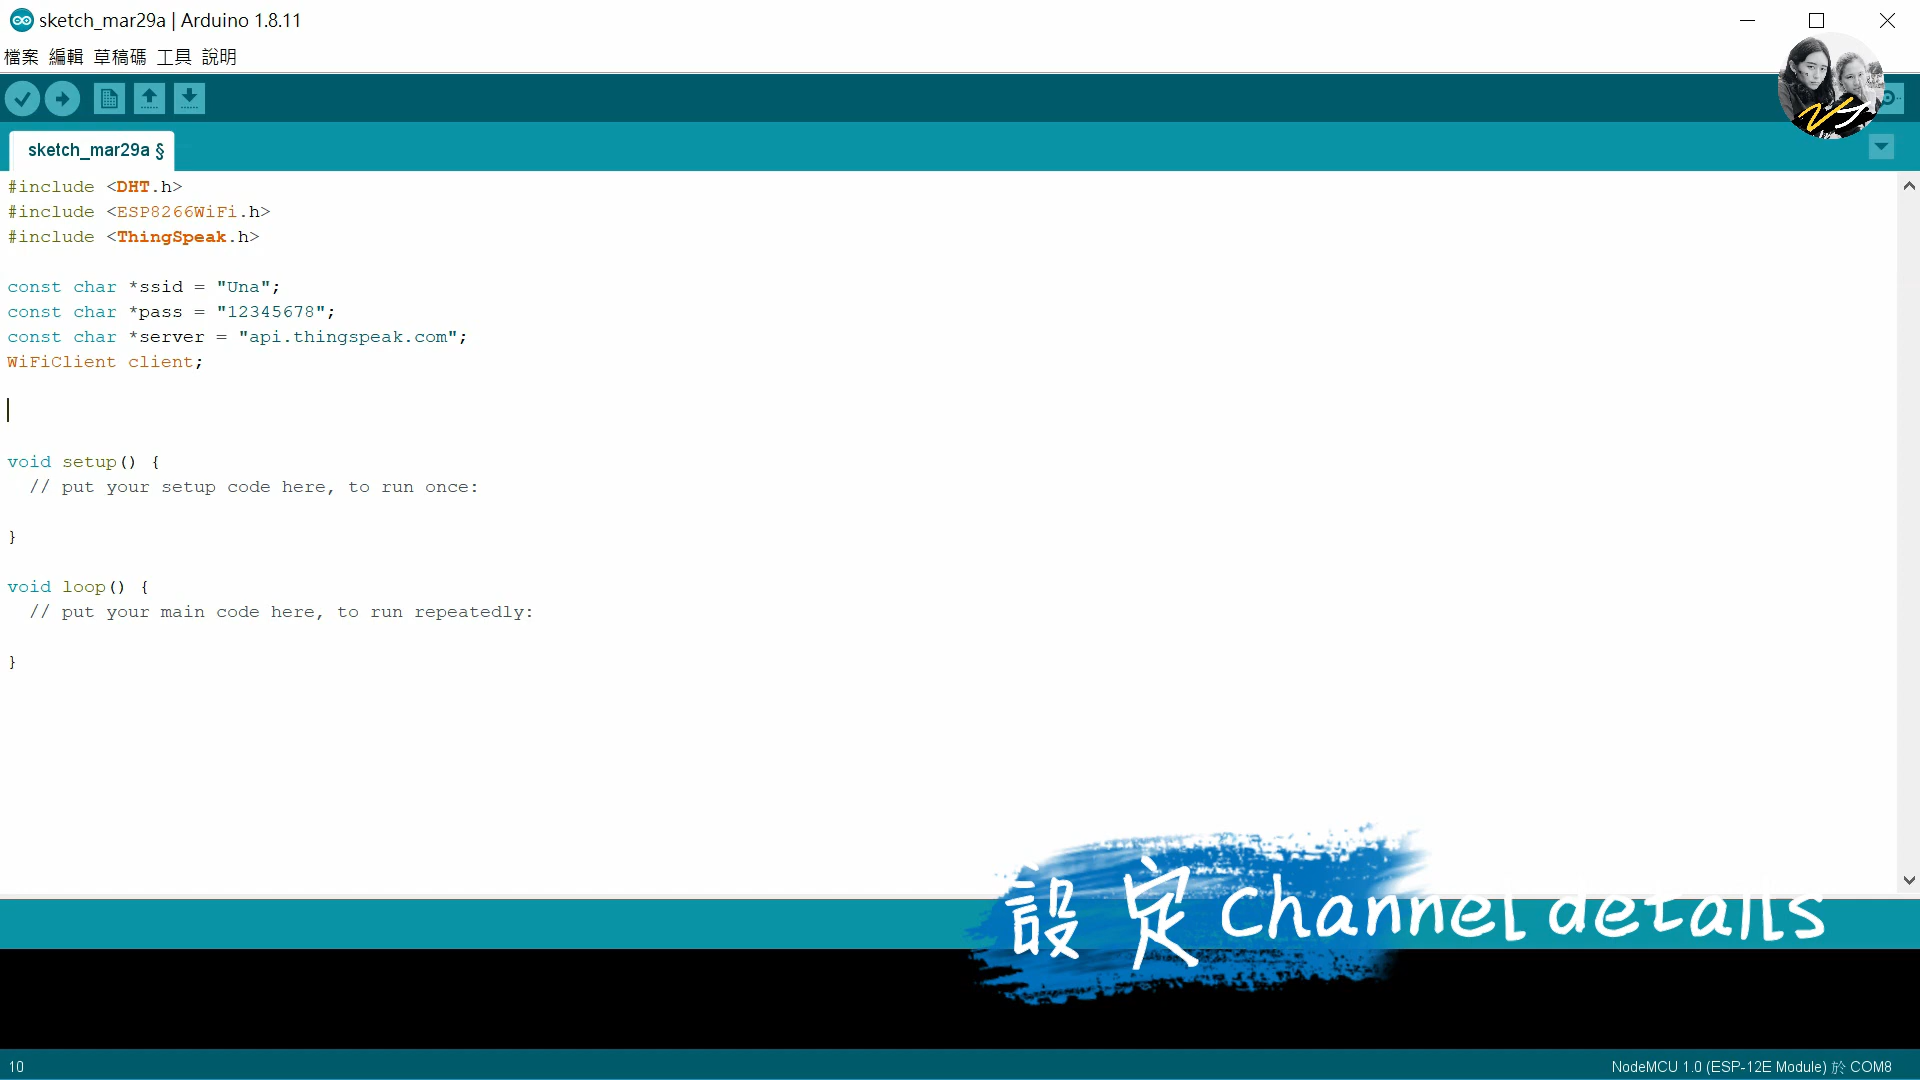 sketch_mar29a | Arduino 1.8.11
檔案 編輯 草稿碼 工具 說明
sketch_mar29a §
#include <DHT.h>
#include <ESP8266WiFi.h>
#include <ThingSpeak.h>
const char *ssid = "Una";
const char *pass = "12345678";
const char *server = "api.thingspeak.com";
WiFiClient client;
void setup() {
// put your setup code here, to run once:
}
void loop() {
// put your main code here, to run repeatedly:
}
設定 Channel details
10
NodeMCU 1.0 (ESP-12E Module) 於 COM8